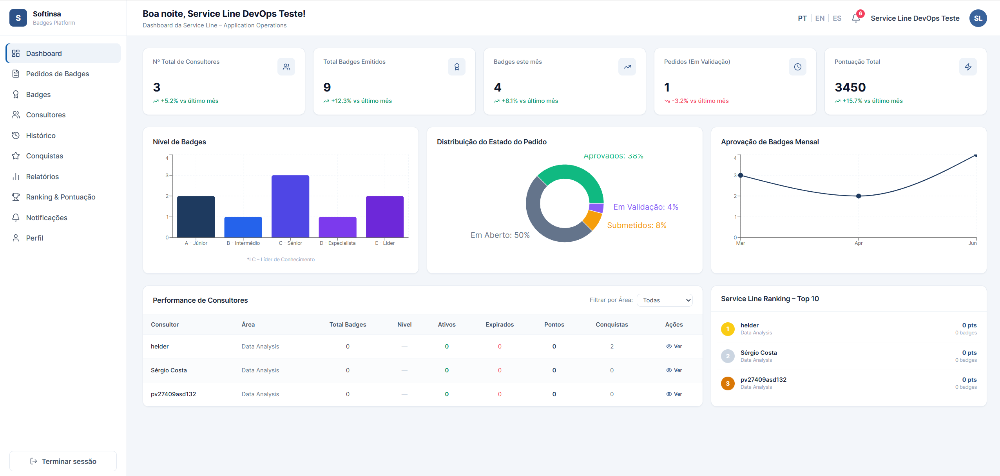 S
Softinsa
Badges Platform
Dashboard
Pedidos de Badges
Badges
Consultores
Histórico
Conquistas
Relatórios
Ranking & Pontuação
Notificações
Perfil
Terminar sessão
Boa noite, Service Line DevOps Teste!
Dashboard da Service Line – Application Operations
PT EN ES
6
Service Line DevOps Teste
SL
Nº Total de Consultores
3
+5.2% vs último mês
Total Badges Emitidos
9
+12.3% vs último mês
Badges este mês
4
+8.1% vs último mês
Pedidos (Em Validação)
1
-3.2% vs último mês
Pontuação Total
3450
+15.7% vs último mês
Nível de Badges
4
3
2
1
0
A - Júnior B - Intermédio C - Sénior D - Especialista E - Líder
*LC – Líder de Conhecimento
Distribuição do Estado do Pedido
Aprovados: 38%
Em Validação: 4%
Submetidos: 8%
Em Aberto: 50%
Aprovação de Badges Mensal
4
3
2
1
0
Mar Apr Jun
Performance de Consultores
Filtrar por Área: Todas
Consultor Área Total Badges Nível Ativos Expirados Pontos Conquistas Ações
helder Data Analysis 0 — 0 0 0 2 Ver
Sérgio Costa Data Analysis 0 — 0 0 0 0 Ver
pv27409asd132 Data Analysis 0 — 0 0 0 0 Ver
Service Line Ranking – Top 10
1 helder 0 pts
Data Analysis 0 badges
2 Sérgio Costa 0 pts
Data Analysis 0 badges
3 pv27409asd132 0 pts
Data Analysis 0 badges